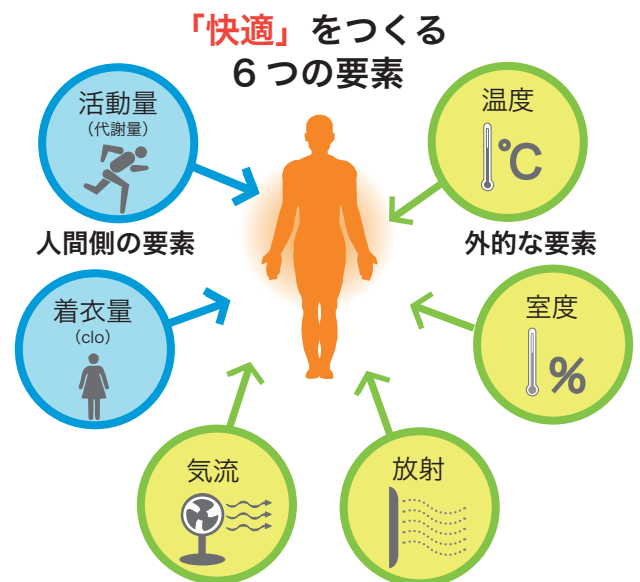 「快適」をつくる
6つの要素
活動量
(代謝量)
温度
℃
人間側の要素
外的な要素
着衣量
(clo)
室度
%
気流
放射